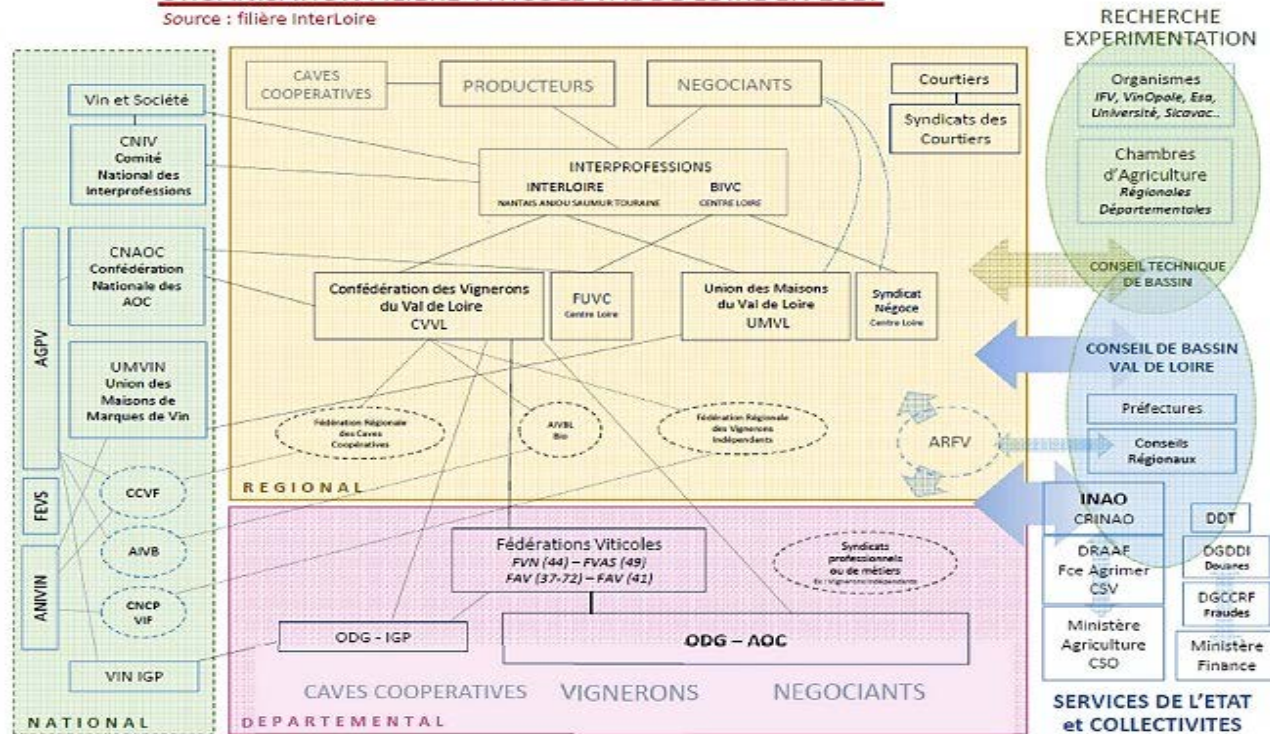 Source : filière InterLoire
Vin et Société
CNIV
Comité
National des
Interprofessions
AGPV
CNAOC
Confédération
Nationale des
AOC
UMVIN
Union des
Maisons de
Marques de Vin
FEVS
CCVF
AIVB
ANIVIN
CNCP
VIF
VIN IGP
NATIONAL
CAVES
COOPERATIVES
PRODUCTEURS
NEGOCIANTS
Courtiers
Syndicats des
Courtiers
INTERPROFESSIONS
INTERLOIRE
NANTAIS ANJOU SAUMUR TOURAINE
BIVC
CENTRE LOIRE
Confédération des Vignerons
du Val de Loire
CVVL
FUVC
Centre Loire
Union des Maisons
du Val de Loire
UMVL
Syndicat
Négoce
Centre Loire
Fédération Régionale
des Caves
Coopératives
AIVBL
Bio
Fédération Régionale
des Vignerons
Indépendants
ARFV
REGIONAL
Fédérations Viticoles
FVN (44) – FVAS (49)
FAV (37-72) – FAV (41)
Syndicats
professionnels
ou de métiers
Ex : Vignerons Indépendants
ODG - IGP
ODG – AOC
CAVES COOPERATIVES
VIGNERONS
NEGOCIANTS
DEPARTEMENTAL
RECHERCHE
EXPERIMENTATION
Organismes
IFV, VinOpole, Esa,
Université, Sicavac..
Chambres
d'Agriculture
Régionales
Départementales
CONSEIL TECHNIQUE
DE BASSIN
CONSEIL DE BASSIN
VAL DE LOIRE
Préfectures
Conseils
Régionaux
INAO
CRINAO
DDT
DRAAF
Fce Agrimer
CSV
DGDDI
Douanes
DGCCRF
Fraudes
Ministère
Agriculture
CSO
Ministère
Finance
SERVICES DE L'ETAT
et COLLECTIVITES